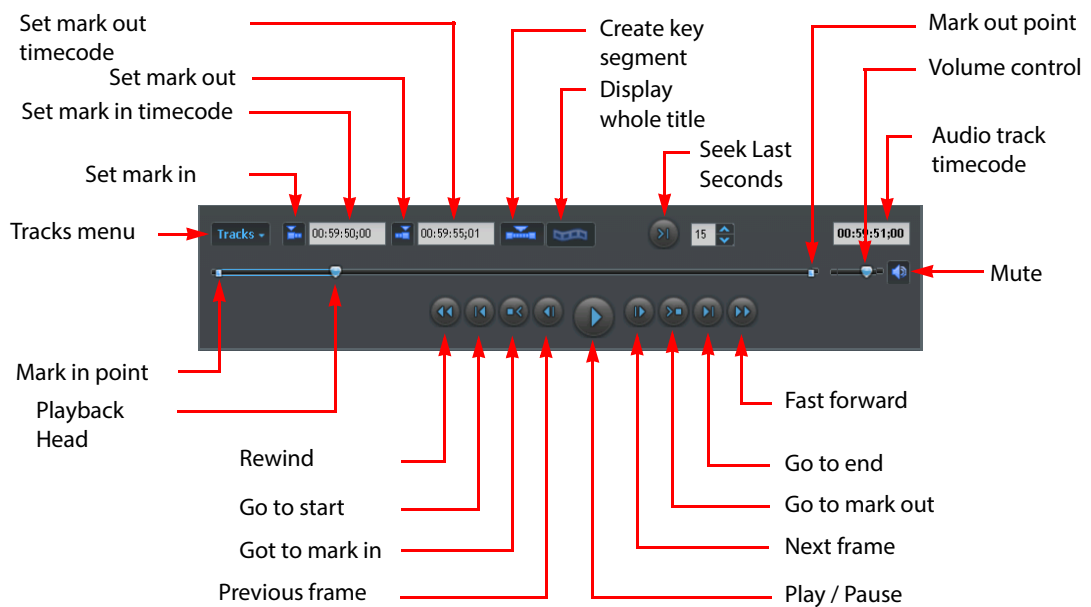 Set mark out
timecode
Set mark out
Set mark in timecode
Set mark in
Tracks menu
Create key
segment
Display
whole title
Seek Last
Seconds
Mark out point
Volume control
Audio track
timecode
Mute
Tracks
00:59:50;00
00:59:55;01
15
00:59:51;00
Mark in point
Playback
Head
Rewind
Go to start
Got to mark in
Previous frame
Fast forward
Go to end
Go to mark out
Next frame
Play / Pause